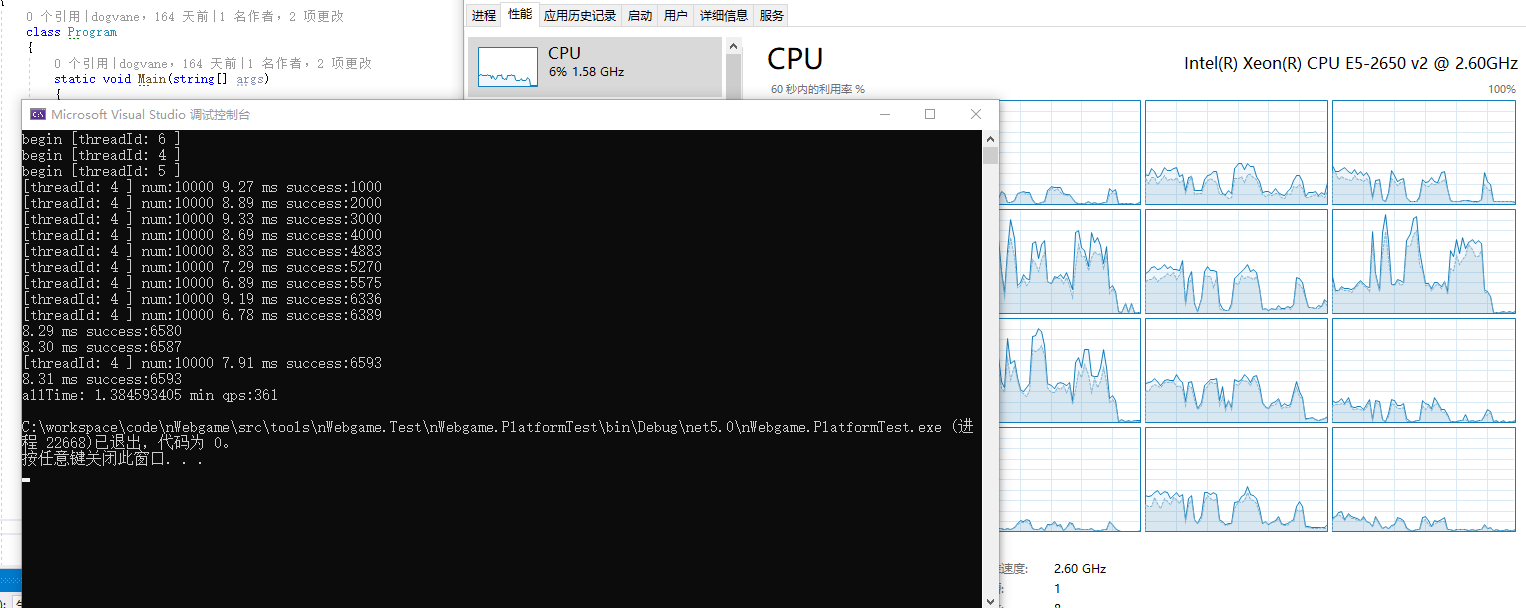 0 个引用|dogvane，164 天前|1 名作者，2 项更改
class Program
{
0 个引用|dogvane，164 天前|1 名作者，2 项更改
static void Main(string[] args)
{
进程 性能 应用历史记录 启动 用户 详细信息 服务
CPU
6% 1.58 GHz
CPU
Intel(R) Xeon(R) CPU E5-2650 v2 @ 2.60GHz
60 秒内的利用率 %
100%
Microsoft Visual Studio 调试控制台
begin [threadId: 6 ]
begin [threadId: 4 ]
begin [threadId: 5 ]
[threadId: 4 ] num:10000 9.27 ms success:1000
[threadId: 4 ] num:10000 8.89 ms success:2000
[threadId: 4 ] num:10000 9.33 ms success:3000
[threadId: 4 ] num:10000 8.69 ms success:4000
[threadId: 4 ] num:10000 8.83 ms success:4883
[threadId: 4 ] num:10000 7.29 ms success:5270
[threadId: 4 ] num:10000 6.89 ms success:5575
[threadId: 4 ] num:10000 9.19 ms success:6336
[threadId: 4 ] num:10000 6.78 ms success:6389
8.29 ms success:6580
8.30 ms success:6587
[threadId: 4 ] num:10000 7.91 ms success:6593
8.31 ms success:6593
allTime: 1.384593405 min qps:361
C:\workspace\code\nWebgame\src\tools\nWebgame.Test\nWebgame.PlatformTest\bin\Debug\net5.0\nWebgame.PlatformTest.exe (进
程 22668)已退出，代码为 0。
按任意键关闭此窗口. . .
速度: 2.60 GHz
1